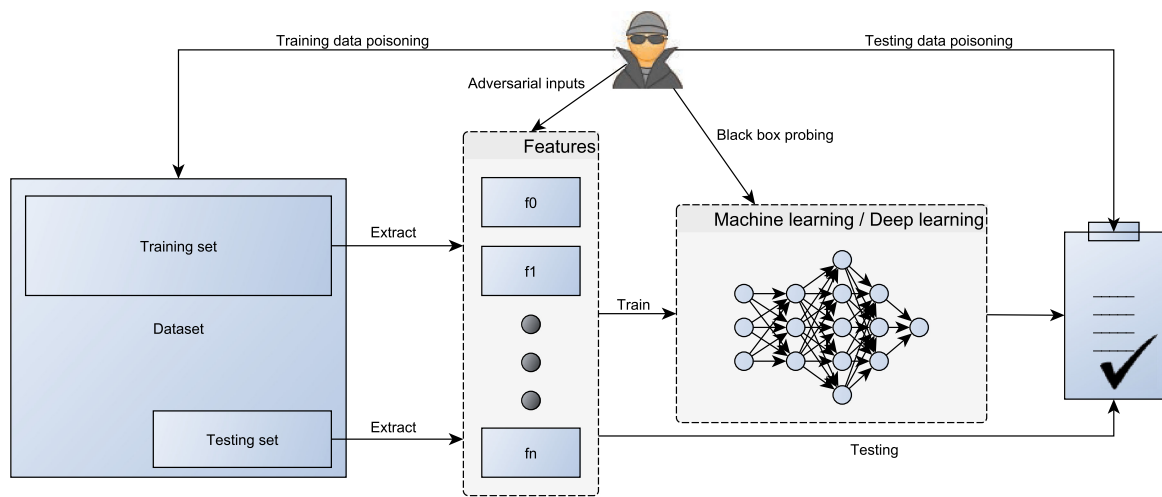 Training data poisoning
Testing data poisoning
Adversarial inputs
Black box probing
Features
f0
Machine learning / Deep learning
Training set
Extract
f1
Train
Dataset
Testing set
Extract
fn
Testing